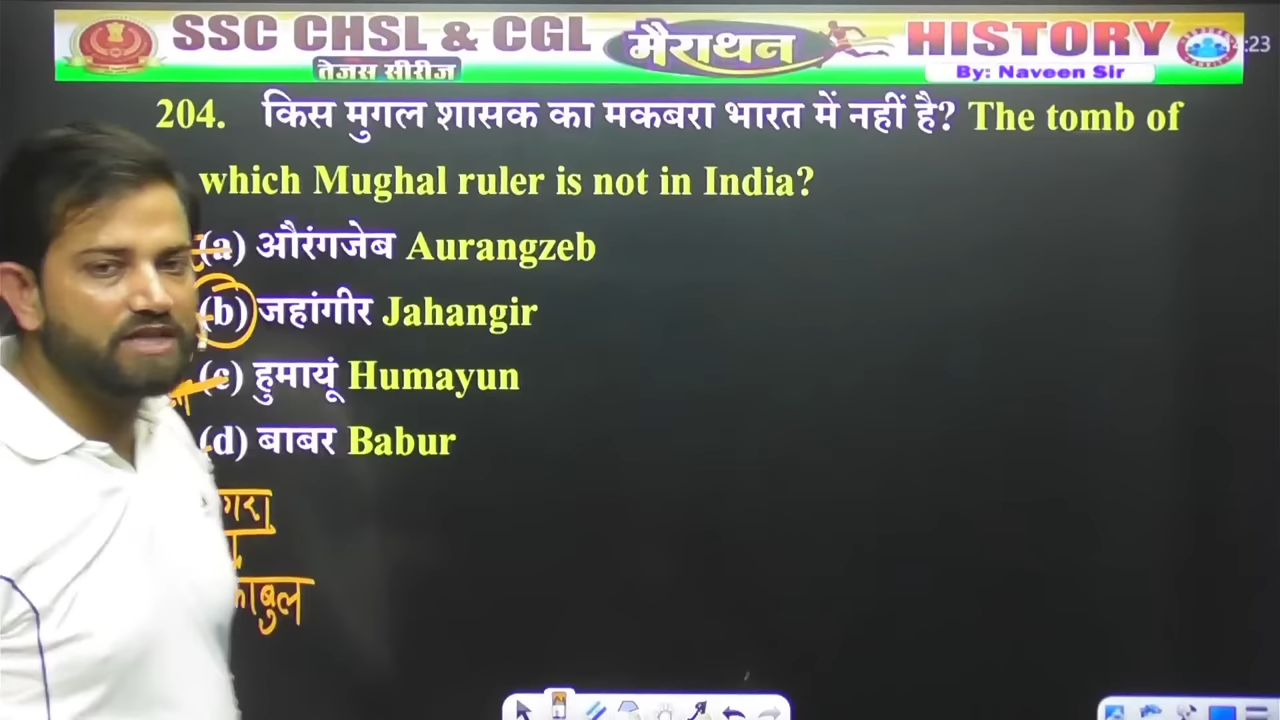 SSC CHSL & CGL मैराथन HISTORY
तेजस सीरीज By: Naveen Sir
204. किस मुगल शासक का मकबरा भारत में नहीं है? The tomb of
which Mughal ruler is not in India?
(a) औरंगजेब Aurangzeb
(b) जहांगीर Jahangir
(c) हुमायूं Humayun
(d) बाबर Babur